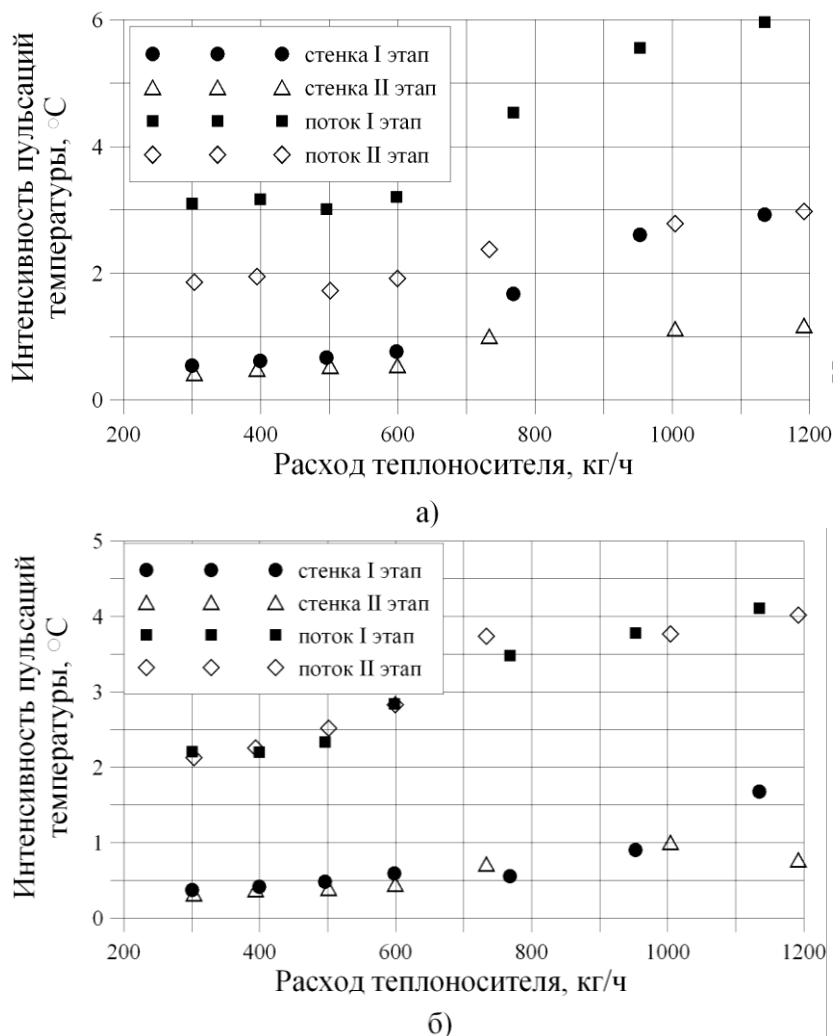 6
4
2
0
Интенсивность пульсаций
температуры, °С
стенка I этап
стенка II этап
поток I этап
поток II этап
200 400 600 800 1000 1200
Расход теплоносителя, кг/ч
а)
5
4
3
2
1
0
Интенсивность пульсаций
температуры, °С
стенка I этап
стенка II этап
поток I этап
поток II этап
200 400 600 800 1000 1200
Расход теплоносителя, кг/ч
б)